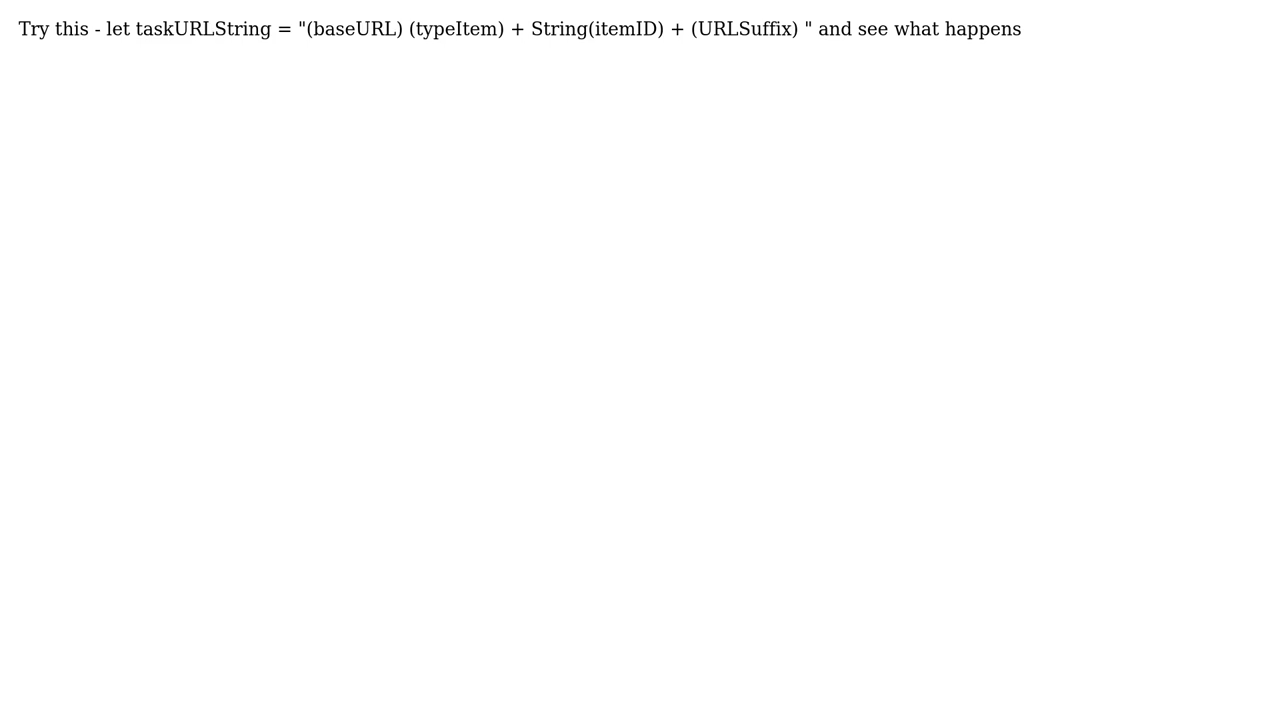 Try this - let taskURLString = "(baseURL) (typeItem) + String(itemID) + (URLSuffix) " and see what happens